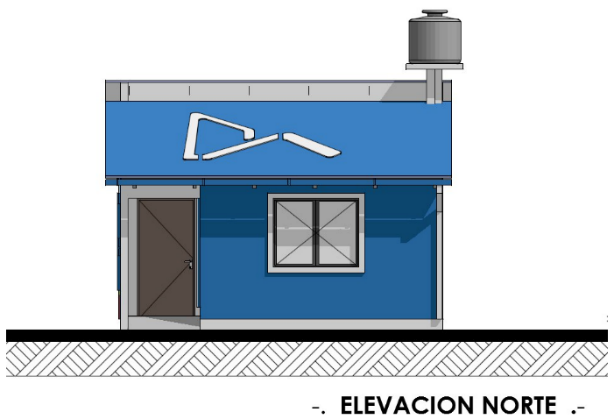 -. ELEVACION NORTE .-